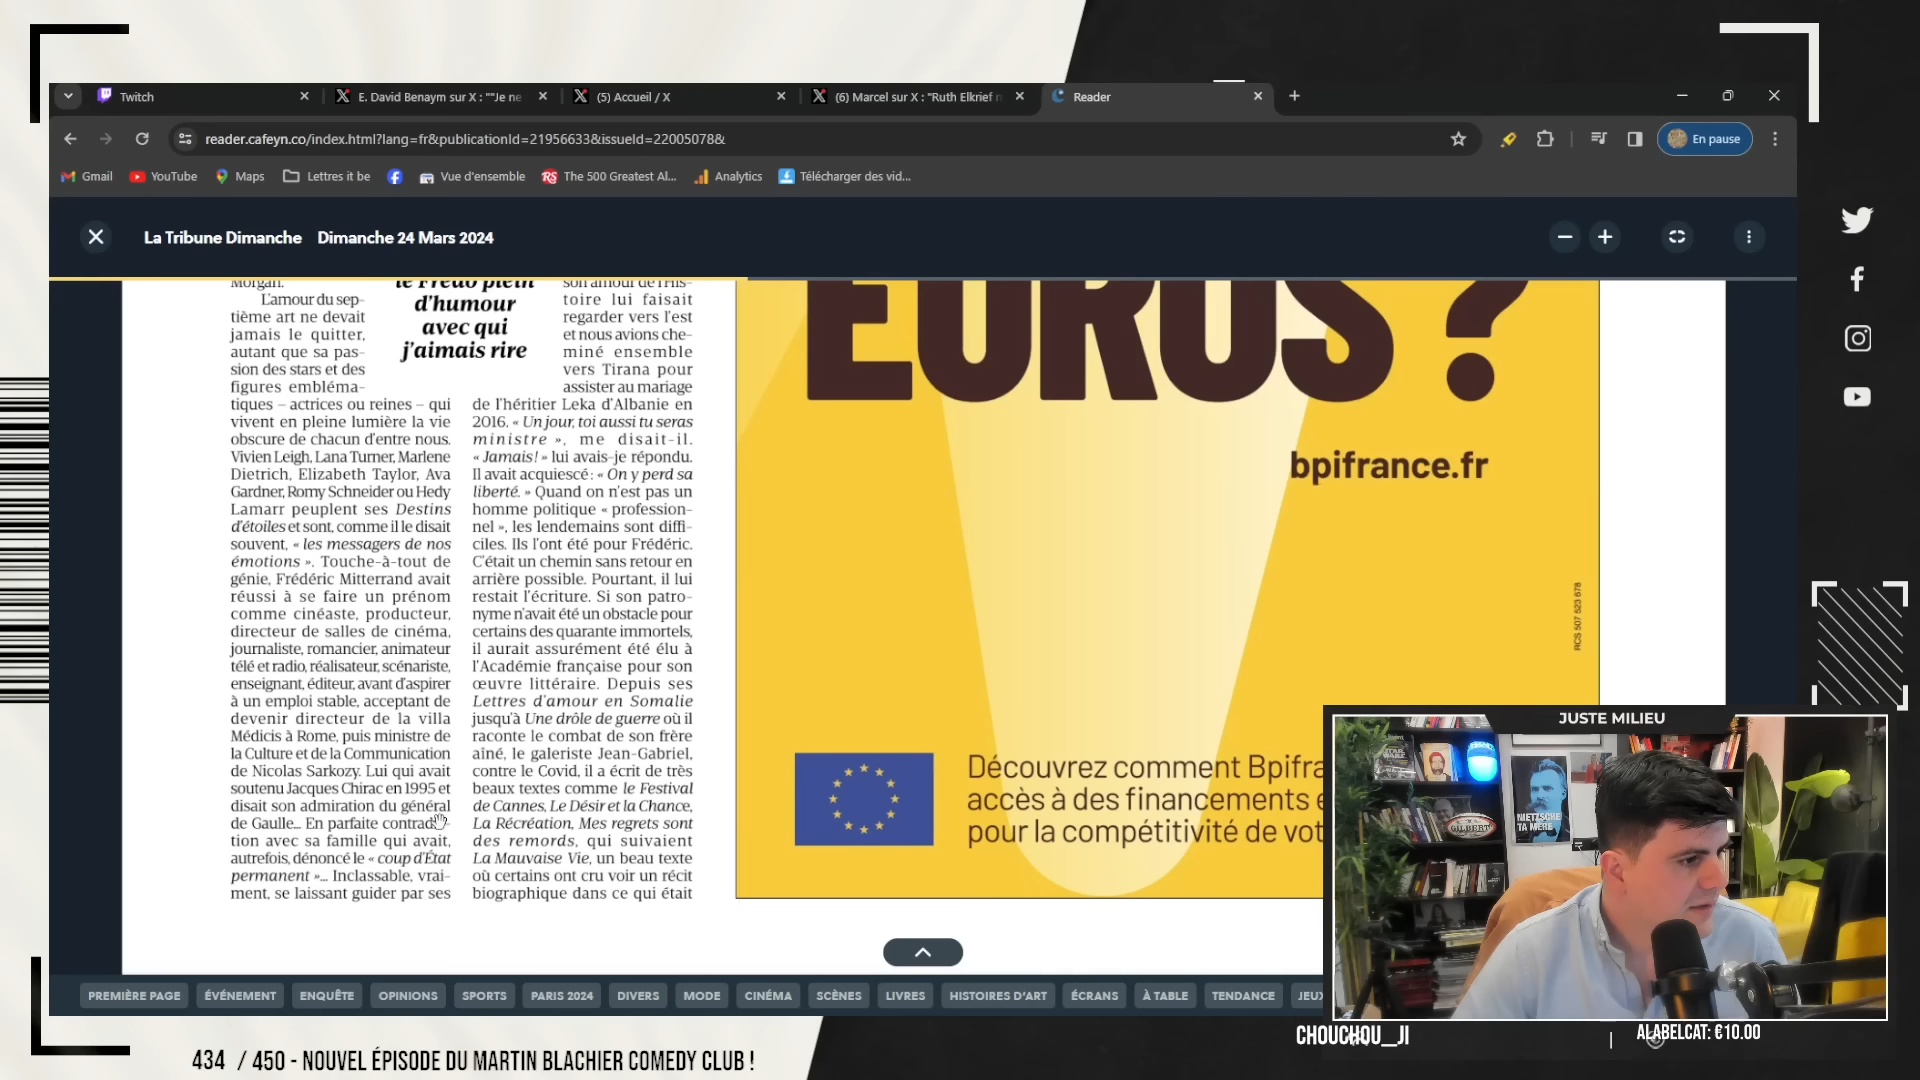 Twitch
E. David Benaym sur X : ""Je ne
(5) Accueil / X
(6) Marcel sur X : "Ruth Elkrief n
Reader
reader.cafeyn.co/index.html?lang=fr&publicationId=21956633&issueId=22005078&
En pause
Gmail
YouTube
Maps
Lettres it be
Vue d'ensemble
The 500 Greatest Al...
Analytics
Télécharger des vid...
La Tribune Dimanche Dimanche 24 Mars 2024
Morgan.
L'amour du sep-
tième art ne devait
jamais le quitter,
autant que sa pas-
sion des stars et des
figures embléma-
tiques – actrices ou reines – qui
vivent en pleine lumière la vie
obscure de chacun d'entre nous.
Vivien Leigh, Lana Turner, Marlene
Dietrich, Elizabeth Taylor, Ava
Gardner, Romy Schneider ou Hedy
Lamarr peuplent ses Destins
d'étoiles et sont, comme il le disait
souvent, « les messagers de nos
émotions ». Touche-à-tout de
génie, Frédéric Mitterrand avait
réussi à se faire un prénom
comme cinéaste, producteur,
directeur de salles de cinéma,
journaliste, romancier, animateur
télé et radio, réalisateur, scénariste,
enseignant, éditeur, avant d'aspirer
à un emploi stable, acceptant de
devenir directeur de la villa
Médicis à Rome, puis ministre de
la Culture et de la Communication
de Nicolas Sarkozy. Lui qui avait
soutenu Jacques Chirac en 1995 et
disait son admiration du général
de Gaulle... En parfaite contradic-
tion avec sa famille qui avait,
autrefois, dénoncé le « coup d'État
permanent »... Inclassable, vrai-
ment, se laissant guider par ses
le Fredo plein
d'humour
avec qui
j'aimais rire
son amour de l'His-
toire lui faisait
regarder vers l'est
et nous avions che-
miné ensemble
vers Tirana pour
assister au mariage
de l'héritier Leka d'Albanie en
2016. « Un jour, toi aussi tu seras
ministre », me disait-il.
« Jamais! » lui avais-je répondu.
Il avait acquiescé : « On y perd sa
liberté. » Quand on n'est pas un
homme politique « profession-
nel », les lendemains sont diffi-
ciles. Ils l'ont été pour Frédéric.
C'était un chemin sans retour en
arrière possible. Pourtant, il lui
restait l'écriture. Si son patro-
nyme n'avait été un obstacle pour
certains des quarante immortels,
il aurait assurément été élu à
l'Académie française pour son
œuvre littéraire. Depuis ses
Lettres d'amour en Somalie
jusqu'à Une drôle de guerre où il
raconte le combat de son frère
aîné, le galeriste Jean-Gabriel,
contre le Covid, il a écrit de très
beaux textes comme le Festival
de Cannes, Le Désir et la Chance,
La Récréation, Mes regrets sont
des remords, qui suivaient
La Mauvaise Vie, un beau texte
où certains ont cru voir un récit
biographique dans ce qui était
EUROS ?
bpifrance.fr
RCS 507 523 678
Découvrez comment Bpifra
accès à des financements e
pour la compétitivité de vot
JUSTE MILIEU
NIETZSCHE
TA MÈRE
GILBERT
PREMIÈRE PAGE
ÉVÉNEMENT
ENQUÊTE
OPINIONS
SPORTS
PARIS 2024
DIVERS
MODE
CINÉMA
SCÈNES
LIVRES
HISTOIRES D'ART
ÉCRANS
À TABLE
TENDANCE
JEUX
CHOUCHOU__JI
ALABELCAT: €10.00
434 / 450 - NOUVEL ÉPISODE DU MARTIN BLACHIER COMEDY CLUB !